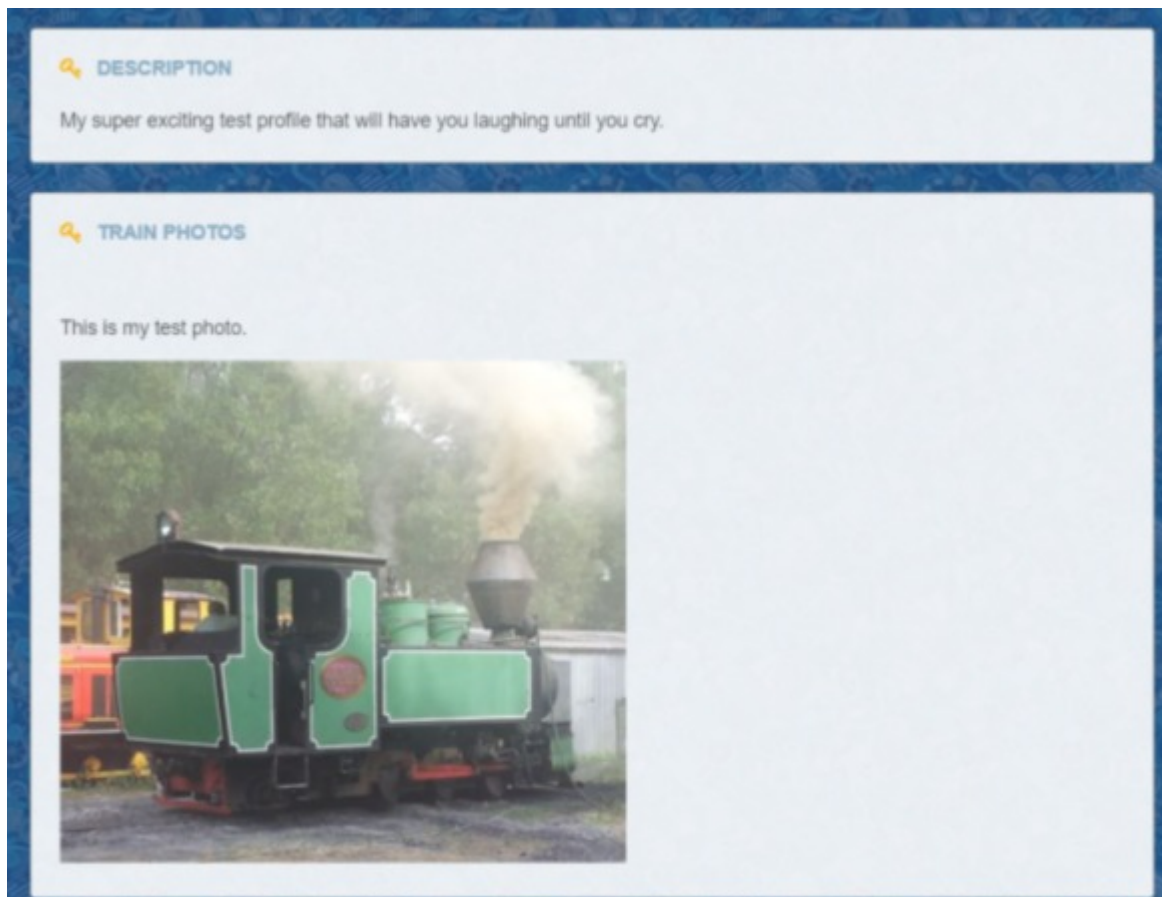 DESCRIPTION
My super exciting test profile that will have you laughing until you cry.
TRAIN PHOTOS
This is my test photo.